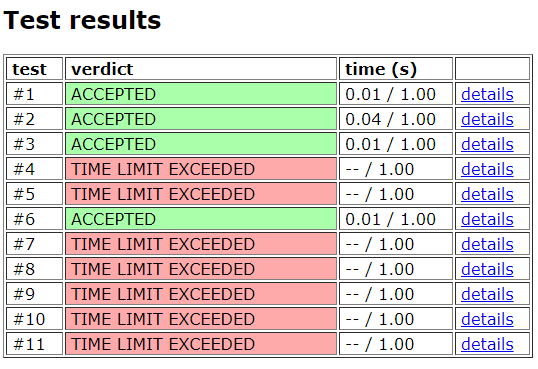 Test results
test verdict time (s)
#1 ACCEPTED 0.01 / 1.00 details
#2 ACCEPTED 0.04 / 1.00 details
#3 ACCEPTED 0.01 / 1.00 details
#4 TIME LIMIT EXCEEDED -- / 1.00 details
#5 TIME LIMIT EXCEEDED -- / 1.00 details
#6 ACCEPTED 0.01 / 1.00 details
#7 TIME LIMIT EXCEEDED -- / 1.00 details
#8 TIME LIMIT EXCEEDED -- / 1.00 details
#9 TIME LIMIT EXCEEDED -- / 1.00 details
#10 TIME LIMIT EXCEEDED -- / 1.00 details
#11 TIME LIMIT EXCEEDED -- / 1.00 details